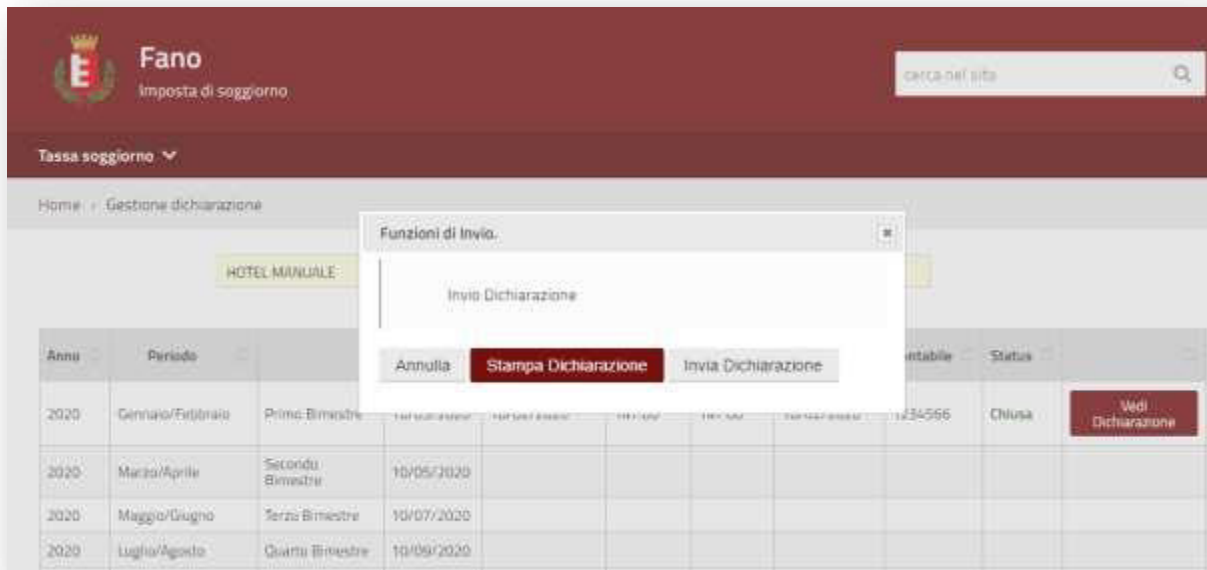 Fano
Imposta di soggiorno
cerca nel sito
Tassa soggiorno
Home / Gestione dichiarazione
Funzioni di Invio.
HOTEL MANUALE
Invio Dichiarazione
Annulla Stampa Dichiarazione Invia Dichiarazione
Anno Periodo ntabile Status
2020 Gennaio/Febbraio Primo Bimestre 1234566 Chiusa Vedi Dichiarazione
2020 Marzo/Aprile Secondo Bimestre 10/05/2020
2020 Maggio/Giugno Terzo Bimestre 10/07/2020
2020 Luglio/Agosto Quarto Bimestre 10/09/2020